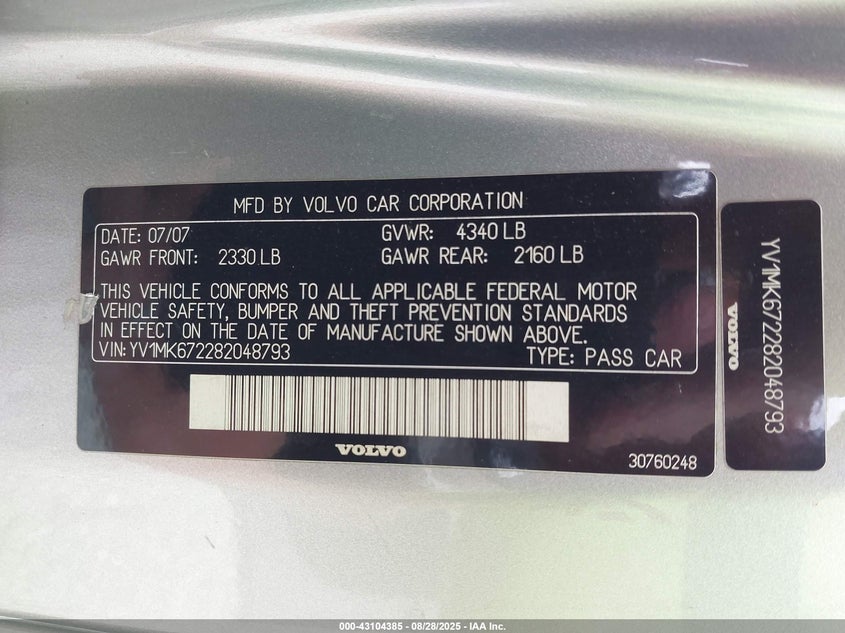 MFD BY VOLVO CAR CORPORATION
DATE: 07/07 GVWR: 4340 LB
GAWR FRONT: 2330 LB GAWR REAR: 2160 LB
THIS VEHICLE CONFORMS TO ALL APPLICABLE FEDERAL MOTOR
VEHICLE SAFETY, BUMPER AND THEFT PREVENTION STANDARDS
IN EFFECT ON THE DATE OF MANUFACTURE SHOWN ABOVE.
VIN: YV1MK672282048793 TYPE: PASS CAR
VOLVO
30760248
YV1MK672282048793
VOLVO
000-43104385 - 08/28/2025 - IAA Inc.